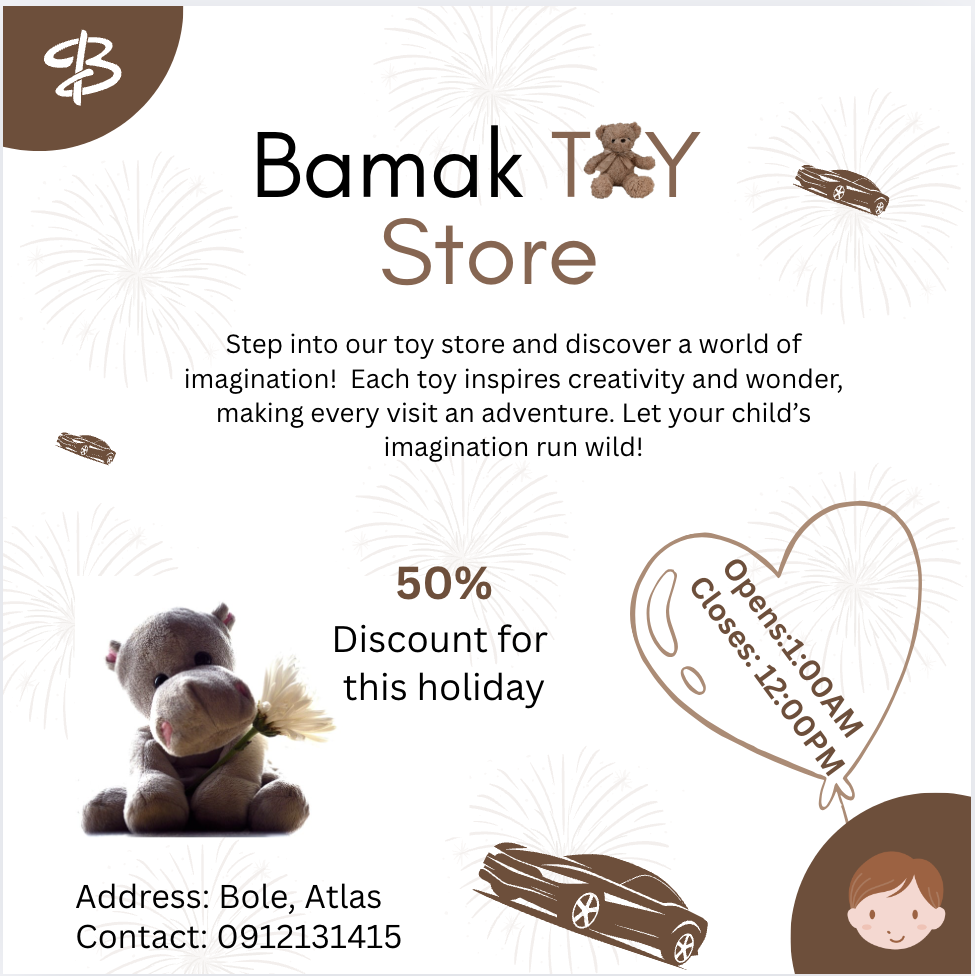 B
Bamak TOY
Store
Step into our toy store and discover a world of
imagination!  Each toy inspires creativity and wonder,
making every visit an adventure. Let your child’s
imagination run wild!
50%
Discount for
this holiday
Opens:1:00AM
Closes: 12:00PM
Address: Bole, Atlas
Contact: 0912131415